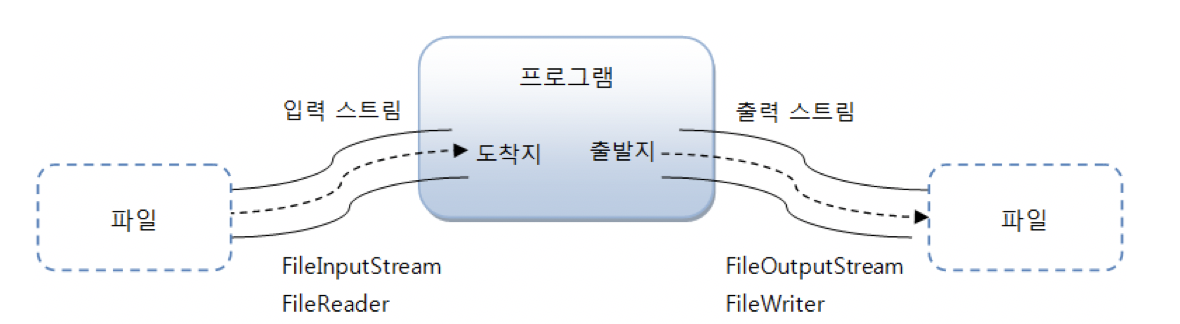 프로그램
입력 스트림
출력 스트림
도착지
출발지
파일
파일
FileInputStream
FileReader
FileOutputStream
FileWriter